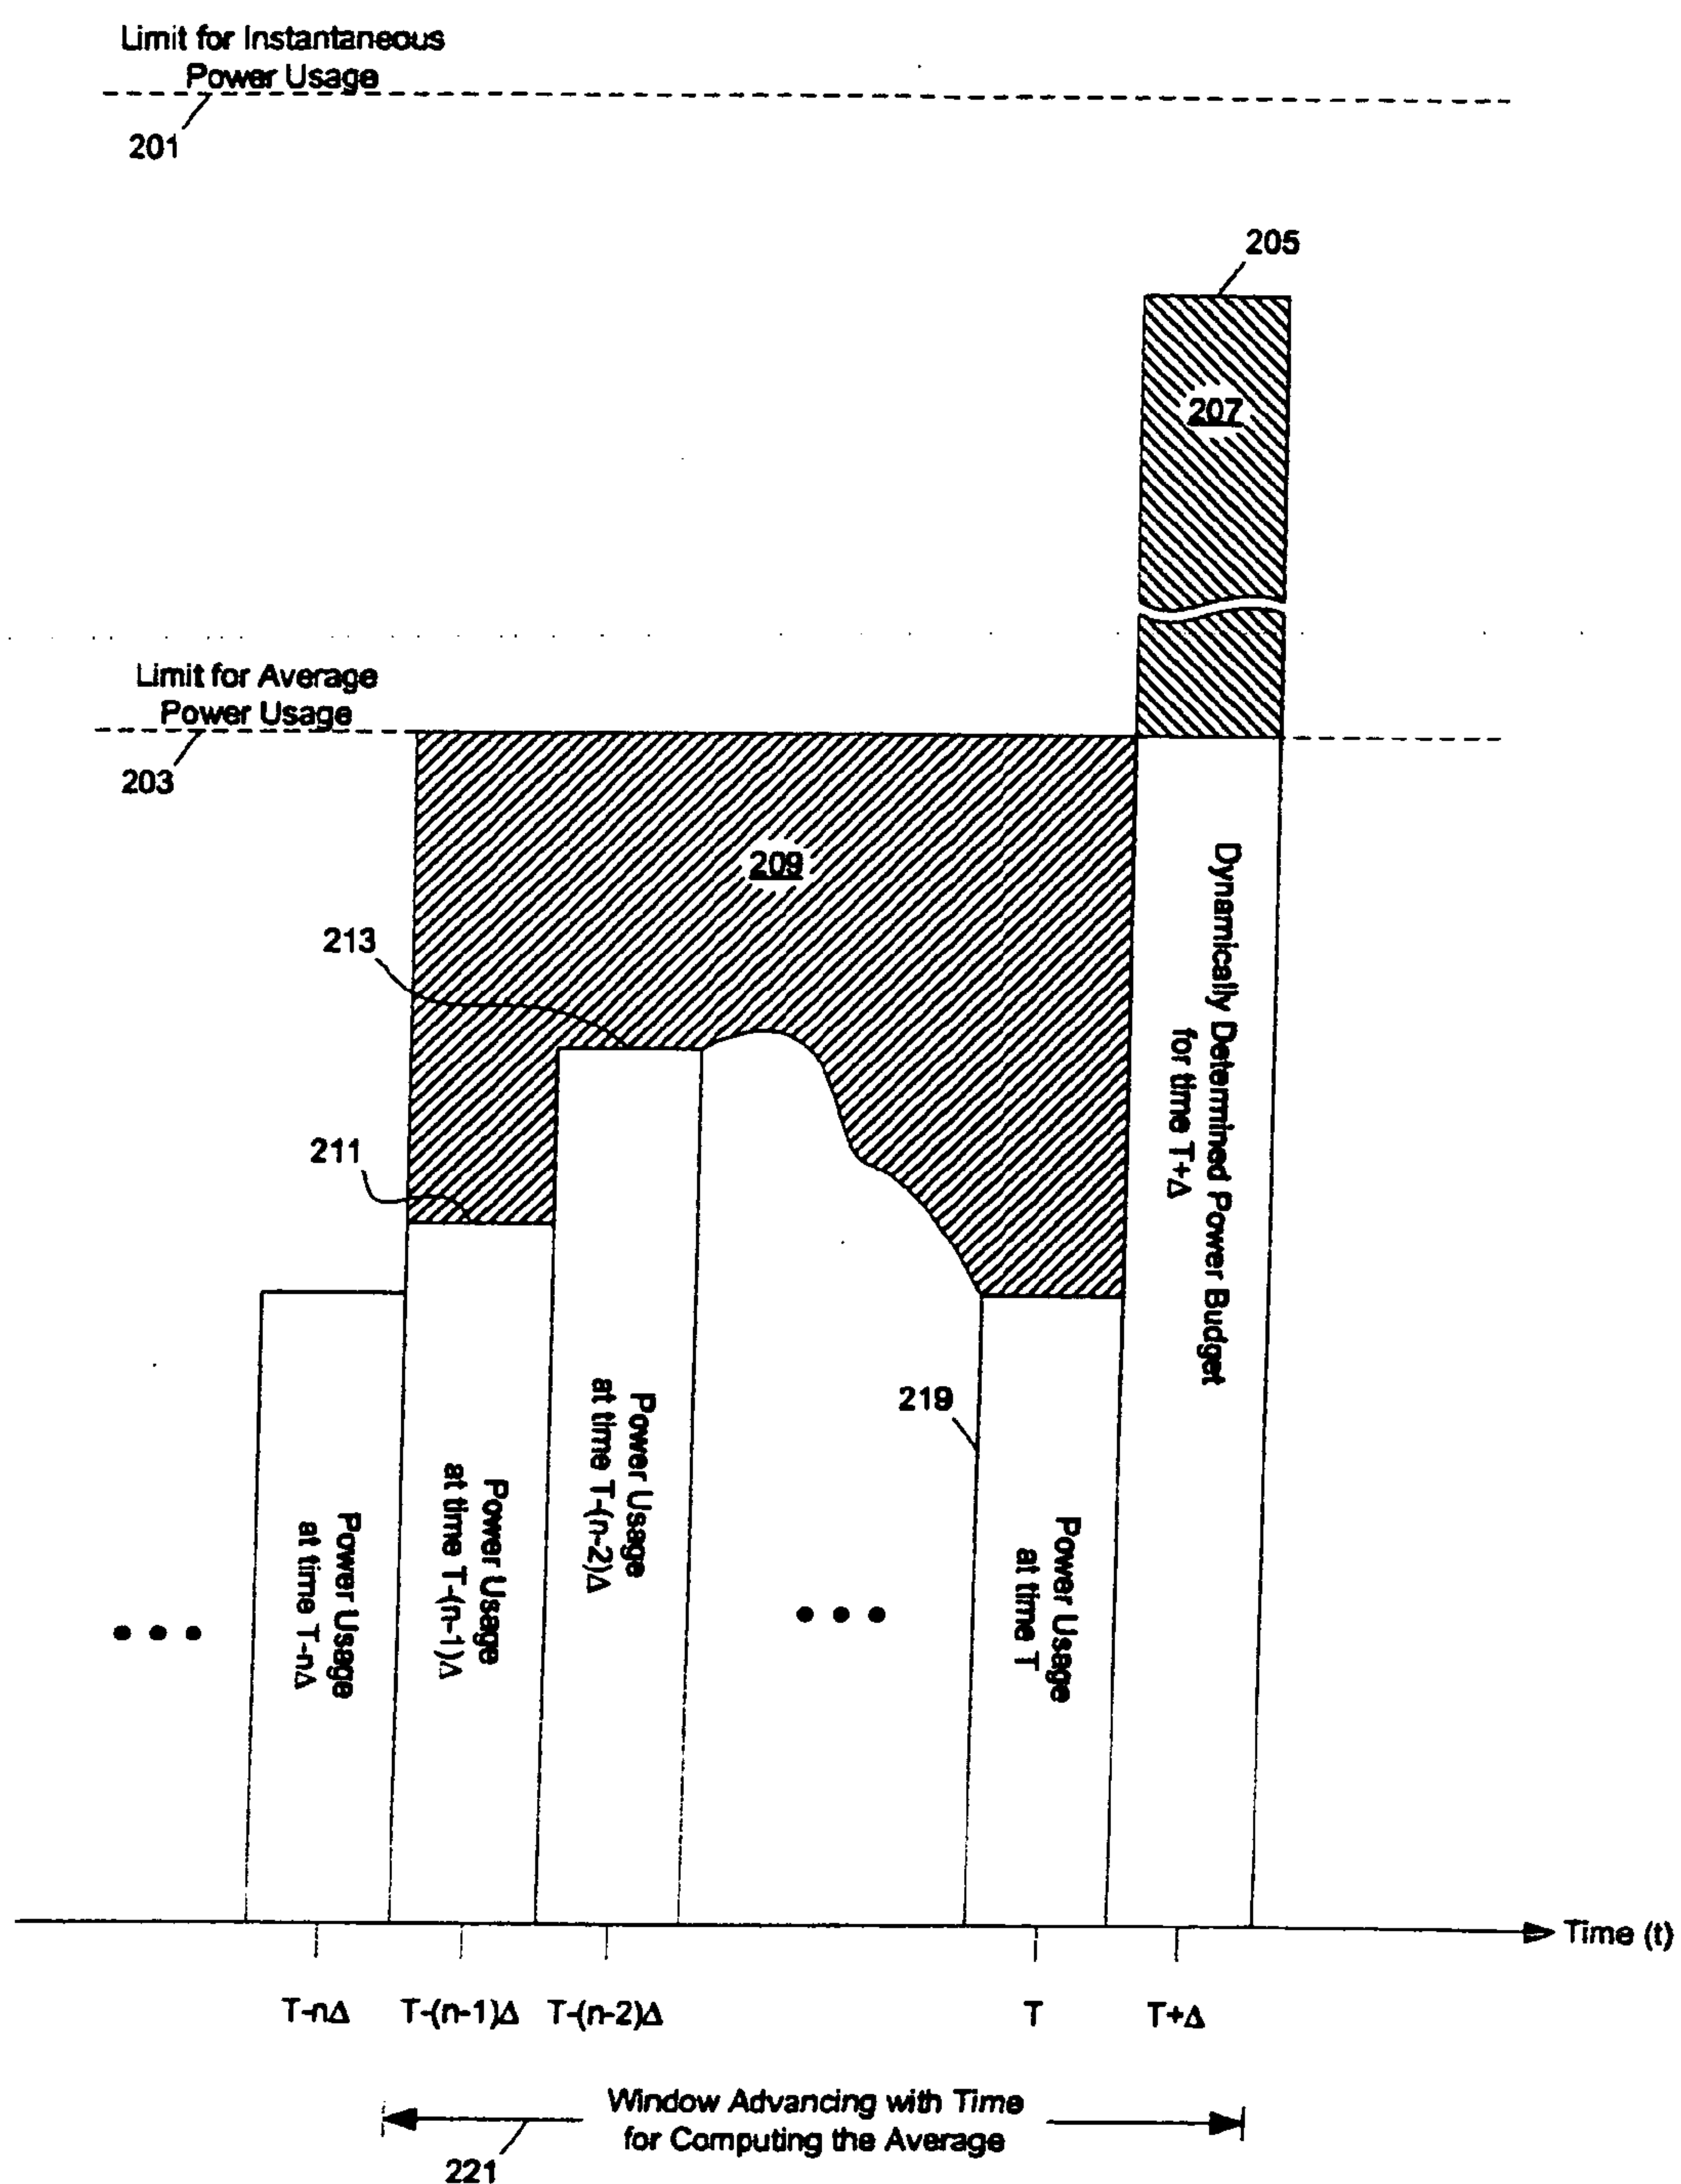 Limit for Instantaneous
Power Usage
201
205
207
Limit for Average
Power Usage
203
209
213
211
219
Dynamically Determined Power Budget
for time T+Δ
Power Usage
at time T-(n-2)Δ
Power Usage
at time T-(n-1)Δ
Power Usage
at time T-nΔ
Power Usage
at time T
Time (t)
T-nΔ
T-(n-1)Δ
T-(n-2)Δ
T
T+Δ
Window Advancing with Time
for Computing the Average
221